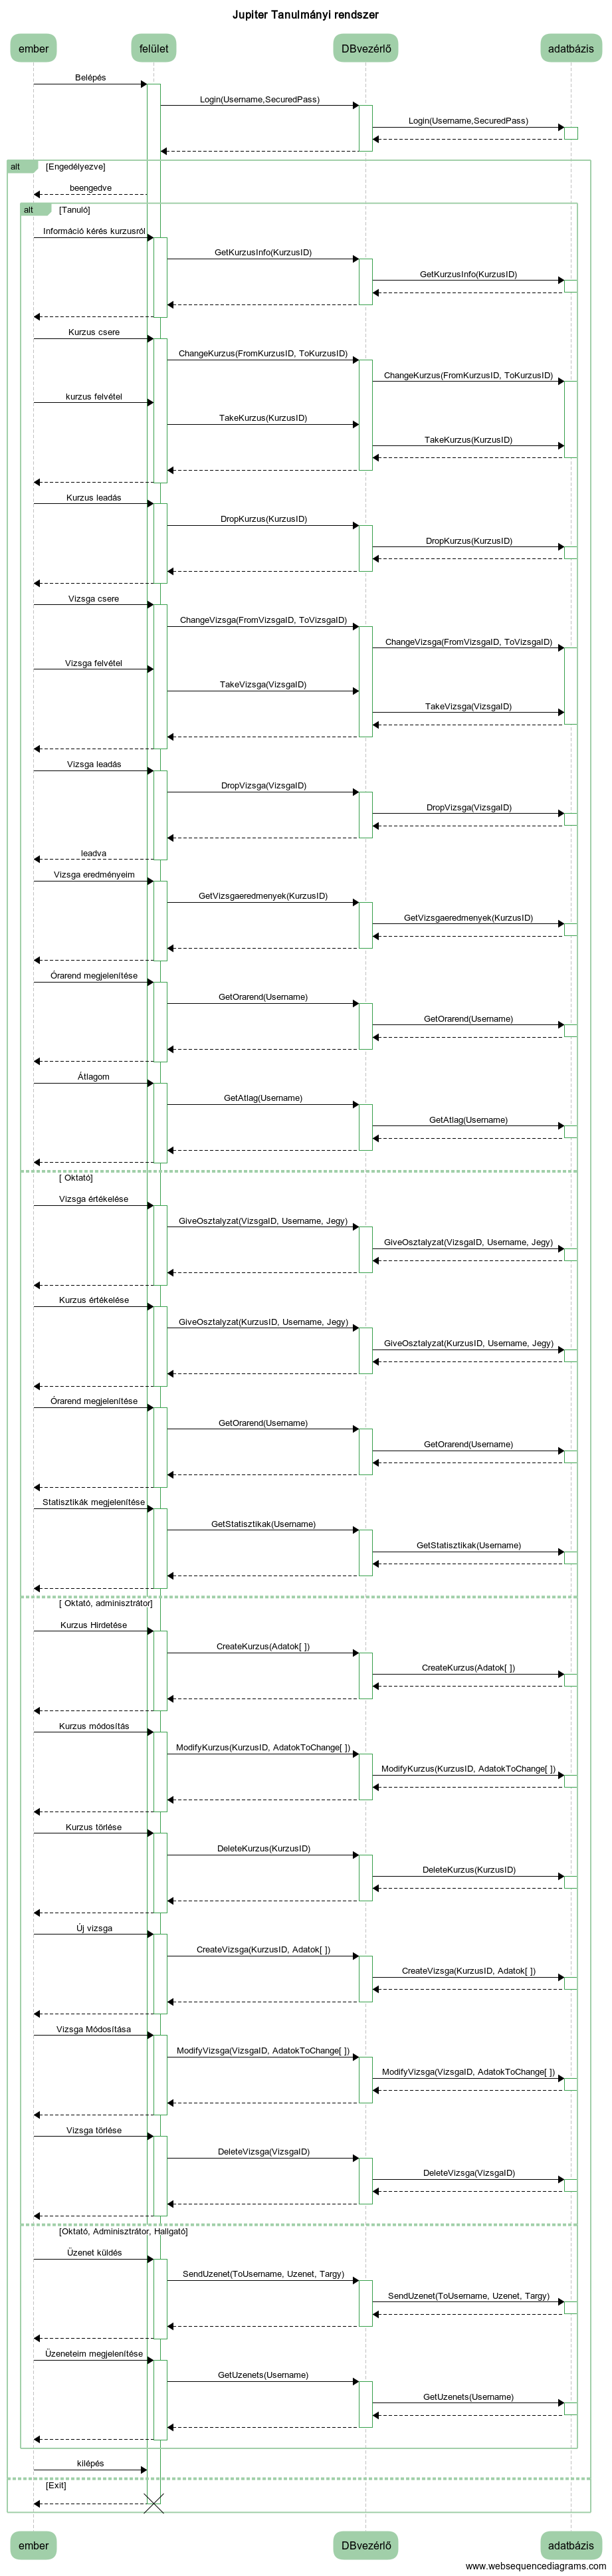 Jupiter Tanulmányi rendszer
ember
felület
DBvezérlő
adatbázis
Belépés
Login(Username,SecuredPass)
Login(Username,SecuredPass)
alt
[Engedélyezve]
beengedve
alt
[Tanuló]
Információ kérés kurzusról
GetKurzusInfo(KurzusID)
GetKurzusInfo(KurzusID)
Kurzus csere
ChangeKurzus(FromKurzusID, ToKurzusID)
ChangeKurzus(FromKurzusID, ToKurzusID)
kurzus felvétel
TakeKurzus(KurzusID)
TakeKurzus(KurzusID)
Kurzus leadás
DropKurzus(KurzusID)
DropKurzus(KurzusID)
Vizsga csere
ChangeVizsga(FromVizsgaID, ToVizsgaID)
ChangeVizsga(FromVizsgaID, ToVizsgaID)
Vizsga felvétel
TakeVizsga(VizsgaID)
TakeVizsga(VizsgaID)
Vizsga leadás
DropVizsga(VizsgaID)
DropVizsga(VizsgaID)
leadva
Vizsga eredményeim
GetVizsgaeredmenyek(KurzusID)
GetVizsgaeredmenyek(KurzusID)
Órarend megjelenítése
GetOrarend(Username)
GetOrarend(Username)
Átlagom
GetAtlag(Username)
GetAtlag(Username)
[ Oktató]
Vizsga értékelése
GiveOsztalyzat(VizsgaID, Username, Jegy)
GiveOsztalyzat(VizsgaID, Username, Jegy)
Kurzus értékelése
GiveOsztalyzat(KurzusID, Username, Jegy)
GiveOsztalyzat(KurzusID, Username, Jegy)
Órarend megjelenítése
GetOrarend(Username)
GetOrarend(Username)
Statisztikák megjelenítése
GetStatisztikak(Username)
GetStatisztikak(Username)
[ Oktató, adminisztrátor]
Kurzus Hirdetése
CreateKurzus(Adatok[ ])
CreateKurzus(Adatok[ ])
Kurzus módosítás
ModifyKurzus(KurzusID, AdatokToChange[ ])
ModifyKurzus(KurzusID, AdatokToChange[ ])
Kurzus törlése
DeleteKurzus(KurzusID)
DeleteKurzus(KurzusID)
Új vizsga
CreateVizsga(KurzusID, Adatok[ ])
CreateVizsga(KurzusID, Adatok[ ])
Vizsga Módosítása
ModifyVizsga(VizsgaID, AdatokToChange[ ])
ModifyVizsga(VizsgaID, AdatokToChange[ ])
Vizsga törlése
DeleteVizsga(VizsgaID)
DeleteVizsga(VizsgaID)
[Oktató, Adminisztrátor, Hallgató]
Üzenet küldés
SendUzenet(ToUsername, Uzenet, Targy)
SendUzenet(ToUsername, Uzenet, Targy)
Üzeneteim megjelenítése
GetUzenets(Username)
GetUzenets(Username)
kilépés
[Exit]
ember
felület
DBvezérlő
adatbázis
www.websequencediagrams.com